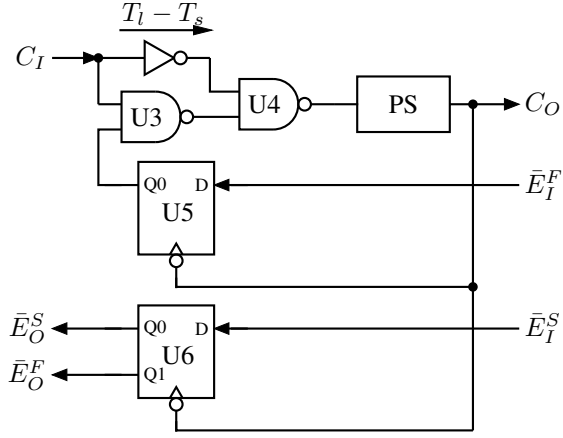 T_l − T_s
C_I
U3
U4
PS
C_O
Q0 D
Ē_I^F
U5
Ē_O^S
Q0 D
Ē_I^S
U6
Ē_O^F
Q1